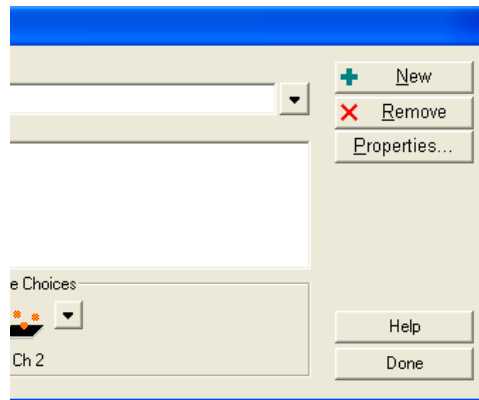 New
Remove
Properties...
e Choices
Ch 2
Help
Done